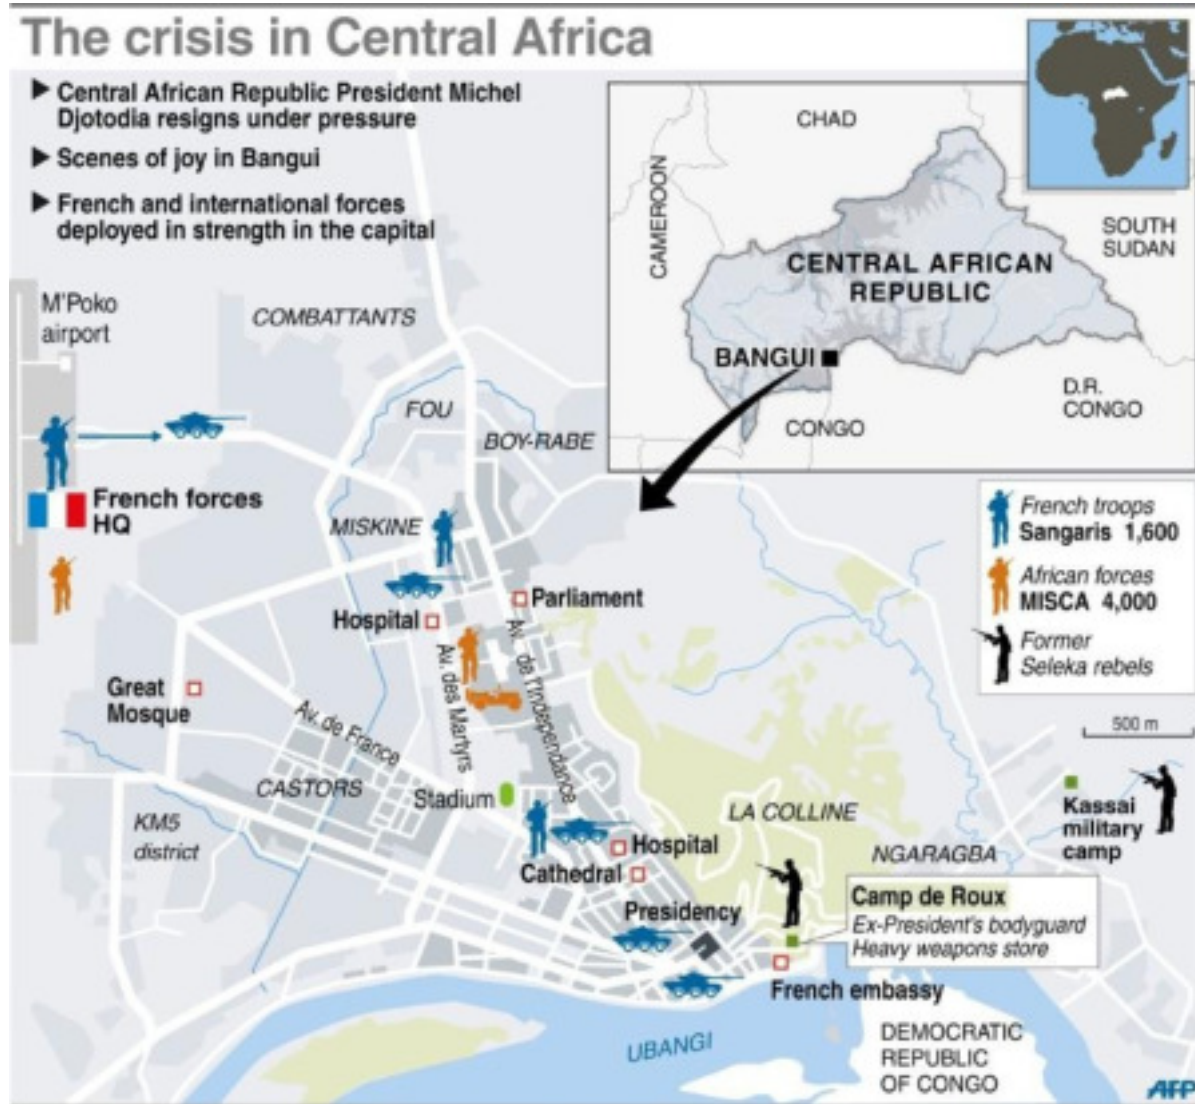 The crisis in Central Africa
Central African Republic President Michel
Djotodia resigns under pressure
Scenes of joy in Bangui
French and international forces
deployed in strength in the capital
CHAD
CAMEROON
SOUTH
SUDAN
CENTRAL AFRICAN
REPUBLIC
BANGUI
D.R.
CONGO
CONGO
M'Poko
airport
COMBATTANTS
FOU
BOY-RABE
French forces
HQ
MISKINE
French troops
Sangaris 1,600
African forces
MISCA 4,000
Former
Seleka rebels
500 m
Parliament
Hospital
Great
Mosque
Av. de France
Av. des Martyrs
Av. de l'Indépendance
CASTORS
Stadium
KM5
district
LA COLLINE
Hospital
Cathedral
NGARAGBA
Kassai
military
camp
Presidency
Camp de Roux
Ex-President's bodyguard
Heavy weapons store
French embassy
UBANGI
DEMOCRATIC
REPUBLIC
OF CONGO
AFP